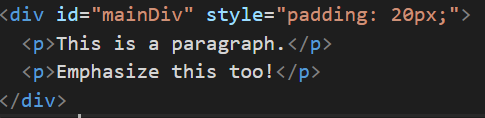 <div id="mainDiv" style="padding: 20px;">
<p>This is a paragraph.</p>
<p>Emphasize this too!</p>
</div>